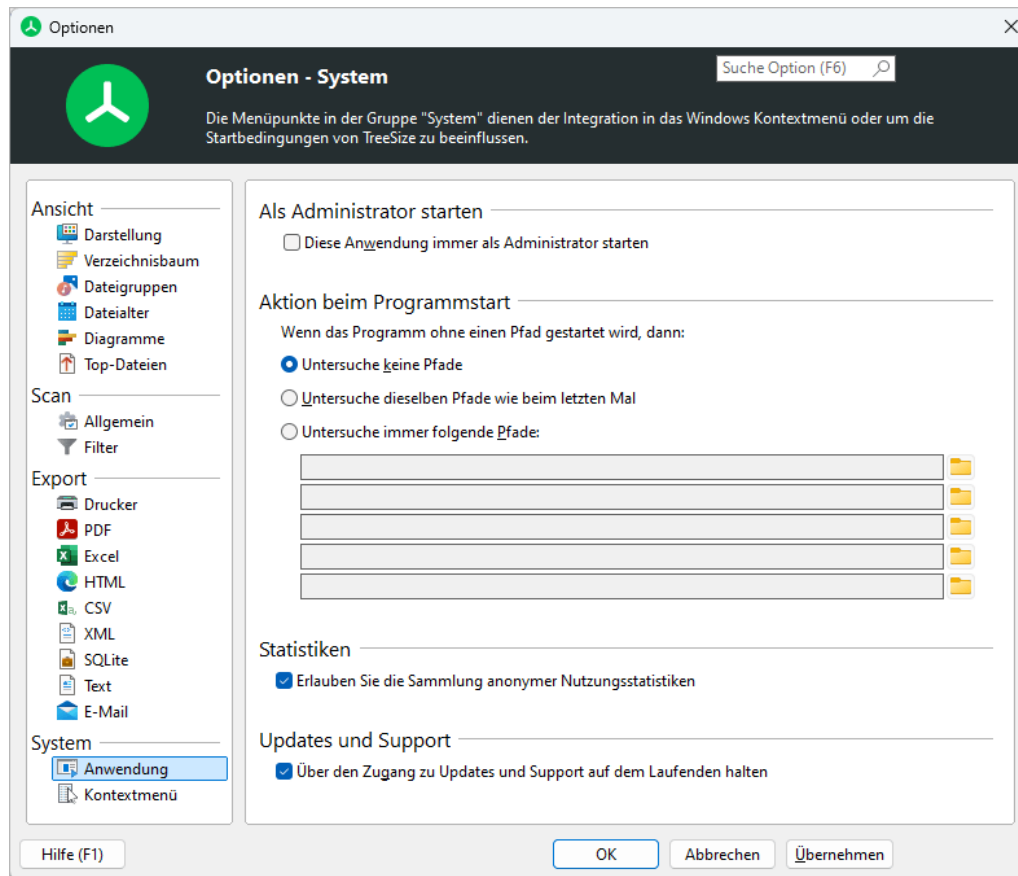 Optionen
Optionen - System
Suche Option (F6)
Die Menüpunkte in der Gruppe "System" dienen der Integration in das Windows Kontextmenü oder um die
Startbedingungen von TreeSize zu beeinflussen.
Ansicht
Darstellung
Verzeichnisbaum
Dateigruppen
Dateialter
Diagramme
Top-Dateien
Scan
Allgemein
Filter
Export
Drucker
PDF
Excel
HTML
CSV
XML
SQLite
Text
E-Mail
System
Anwendung
Kontextmenü
Als Administrator starten
Diese Anwendung immer als Administrator starten
Aktion beim Programmstart
Wenn das Programm ohne einen Pfad gestartet wird, dann:
Untersuche keine Pfade
Untersuche dieselben Pfade wie beim letzten Mal
Untersuche immer folgende Pfade:
Statistiken
Erlauben Sie die Sammlung anonymer Nutzungsstatistiken
Updates und Support
Über den Zugang zu Updates und Support auf dem Laufenden halten
Hilfe (F1)
OK
Abbrechen
Übernehmen